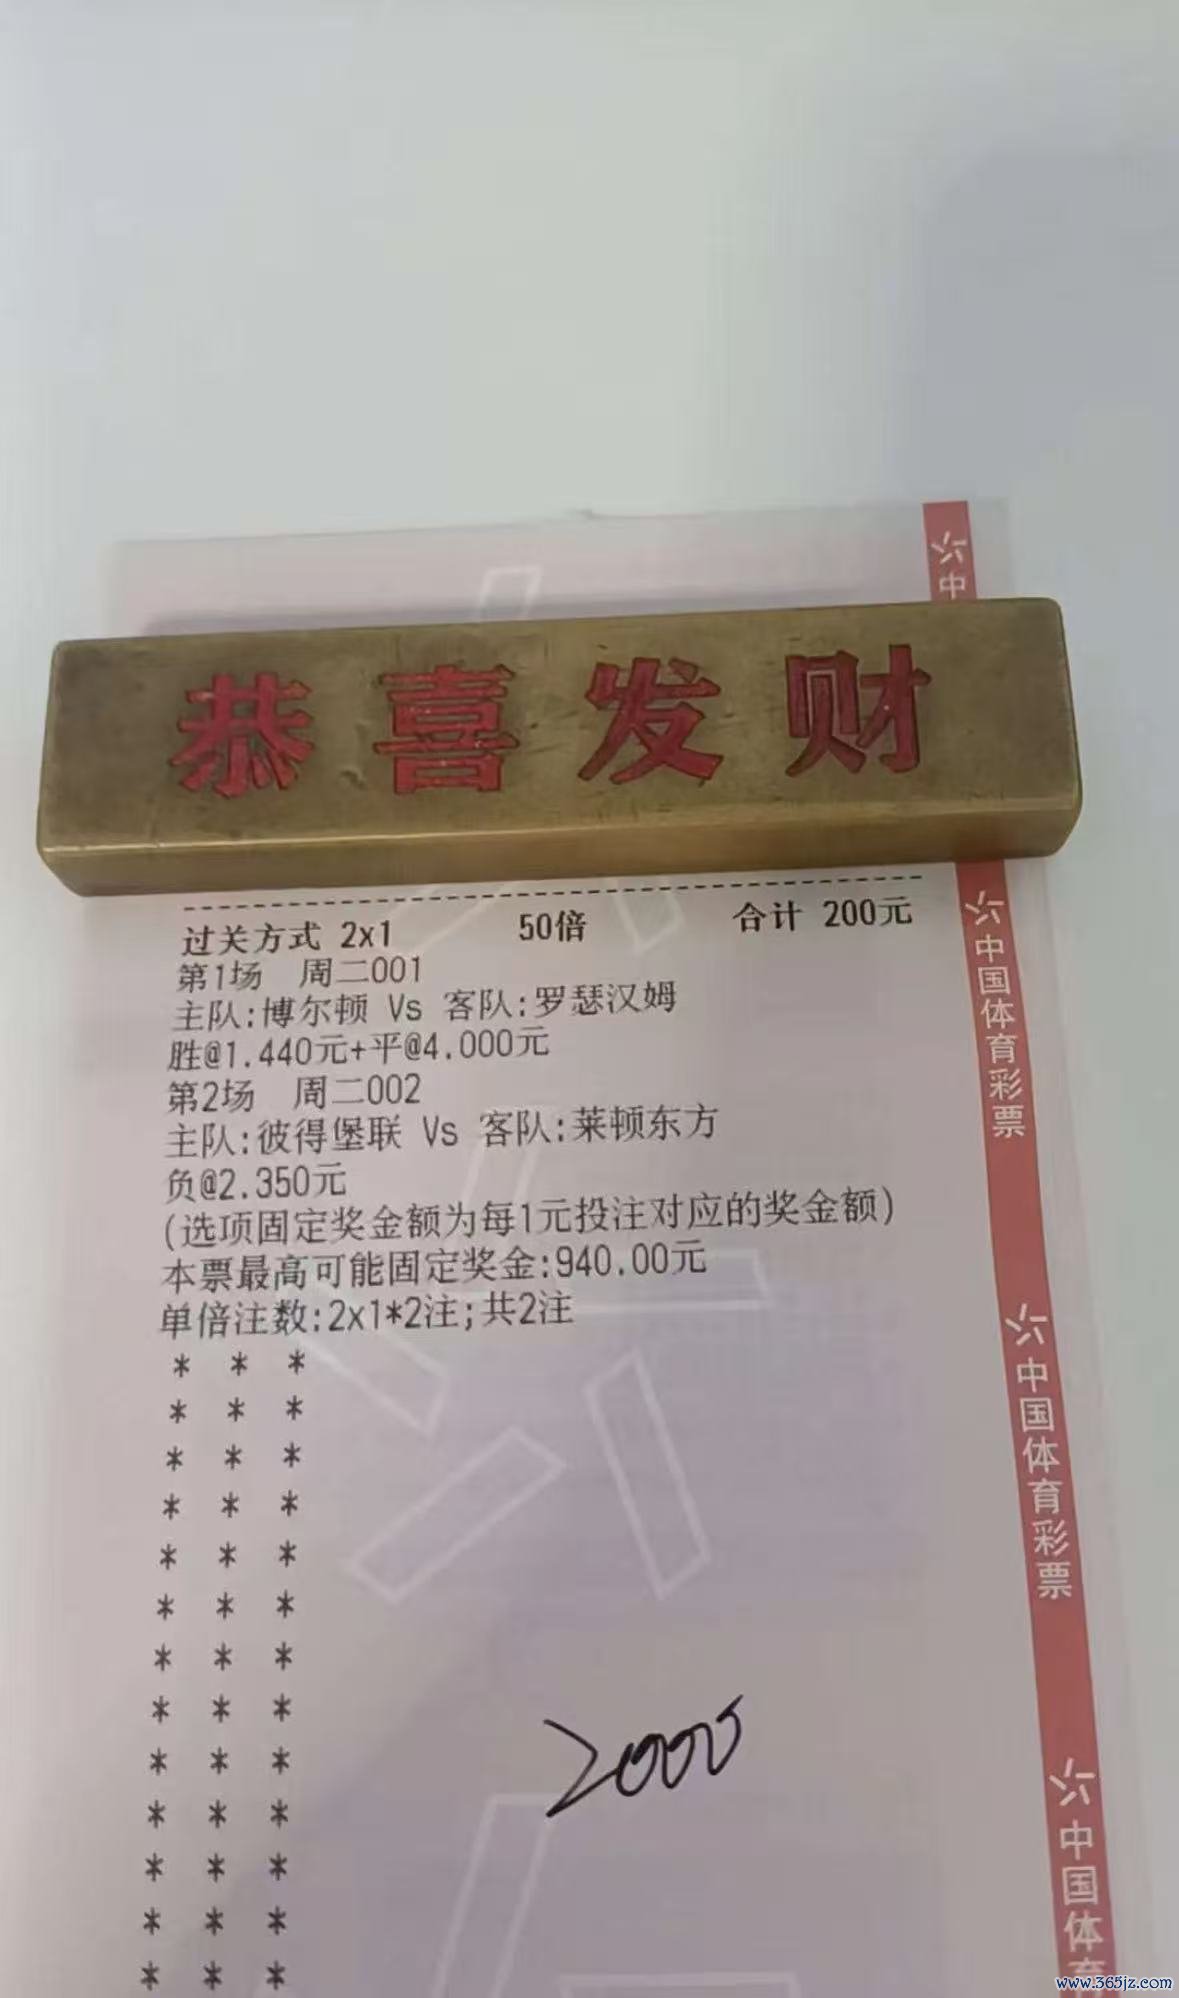 中
恭喜发财
过关方式 2x1 50倍 合计 200元
第1场 周二001
主队:博尔顿 Vs 客队:罗瑟汉姆
胜@1.440元+平@4.000元
第2场 周二002
主队:彼得堡联 Vs 客队:莱顿东方
负@2.350元
(选项固定奖金额为每1元投注对应的奖金额)
本票最高可能固定奖金:940.00元
单倍注数:2x1*2注;共2注
* * *
* * *
* * *
* * *
* * *
* * *
* * *
* * *
* * *
* * *
* * *
* * *
* * *
2000
中国体育彩票
中国体育彩票
中国体育
www.365jz.com